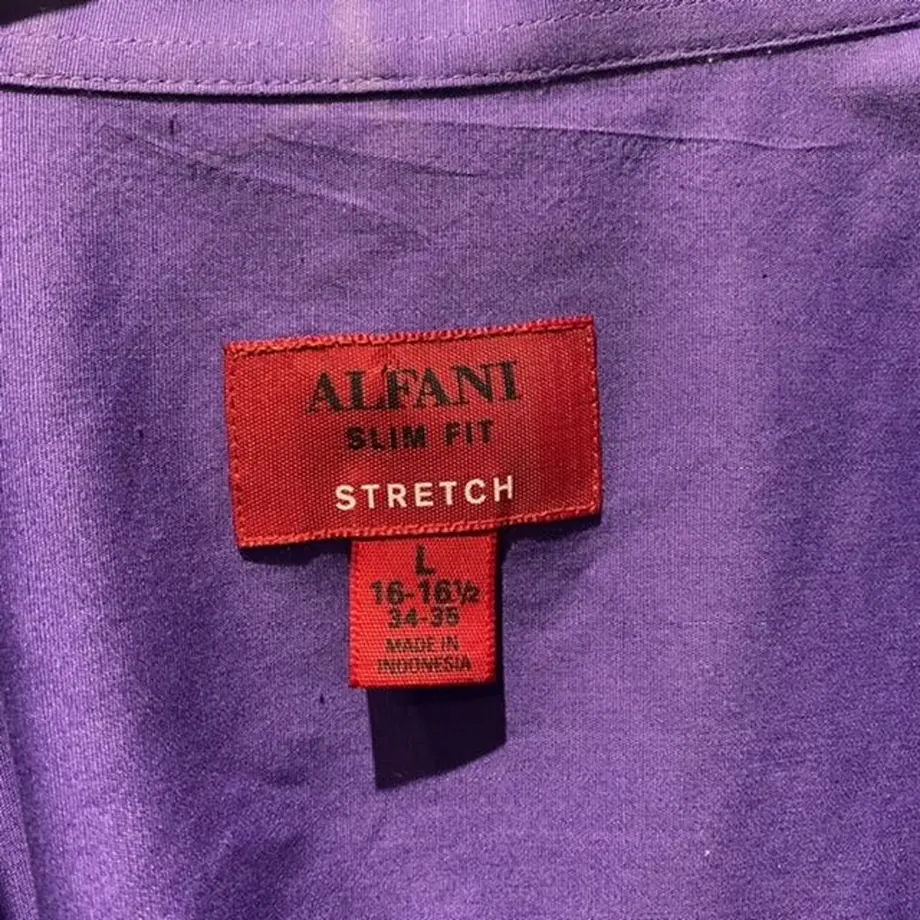 ALFANI
SLIM FIT
STRETCH
L
16-16½
34-35
MADE IN
INDONESIA